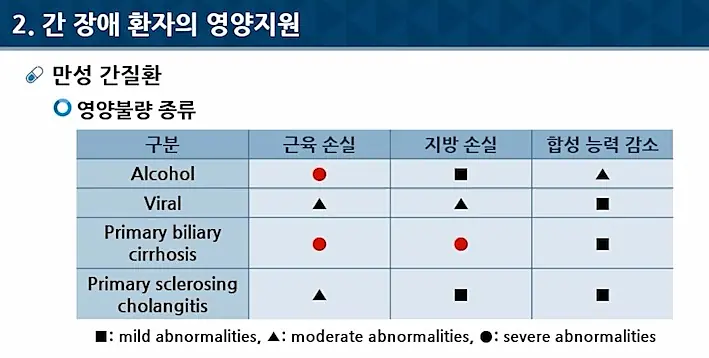 2. 간 장애 환자의 영양지원
만성 간질환
영양불량 종류
구분 근육 손실 지방 손실 합성 능력 감소
Alcohol ● ■ ▲
Viral ▲ ▲ ■
Primary biliary
cirrhosis ● ● ■
Primary sclerosing
cholangitis ▲ ■ ■
■: mild abnormalities, ▲: moderate abnormalities, ●: severe abnormalities